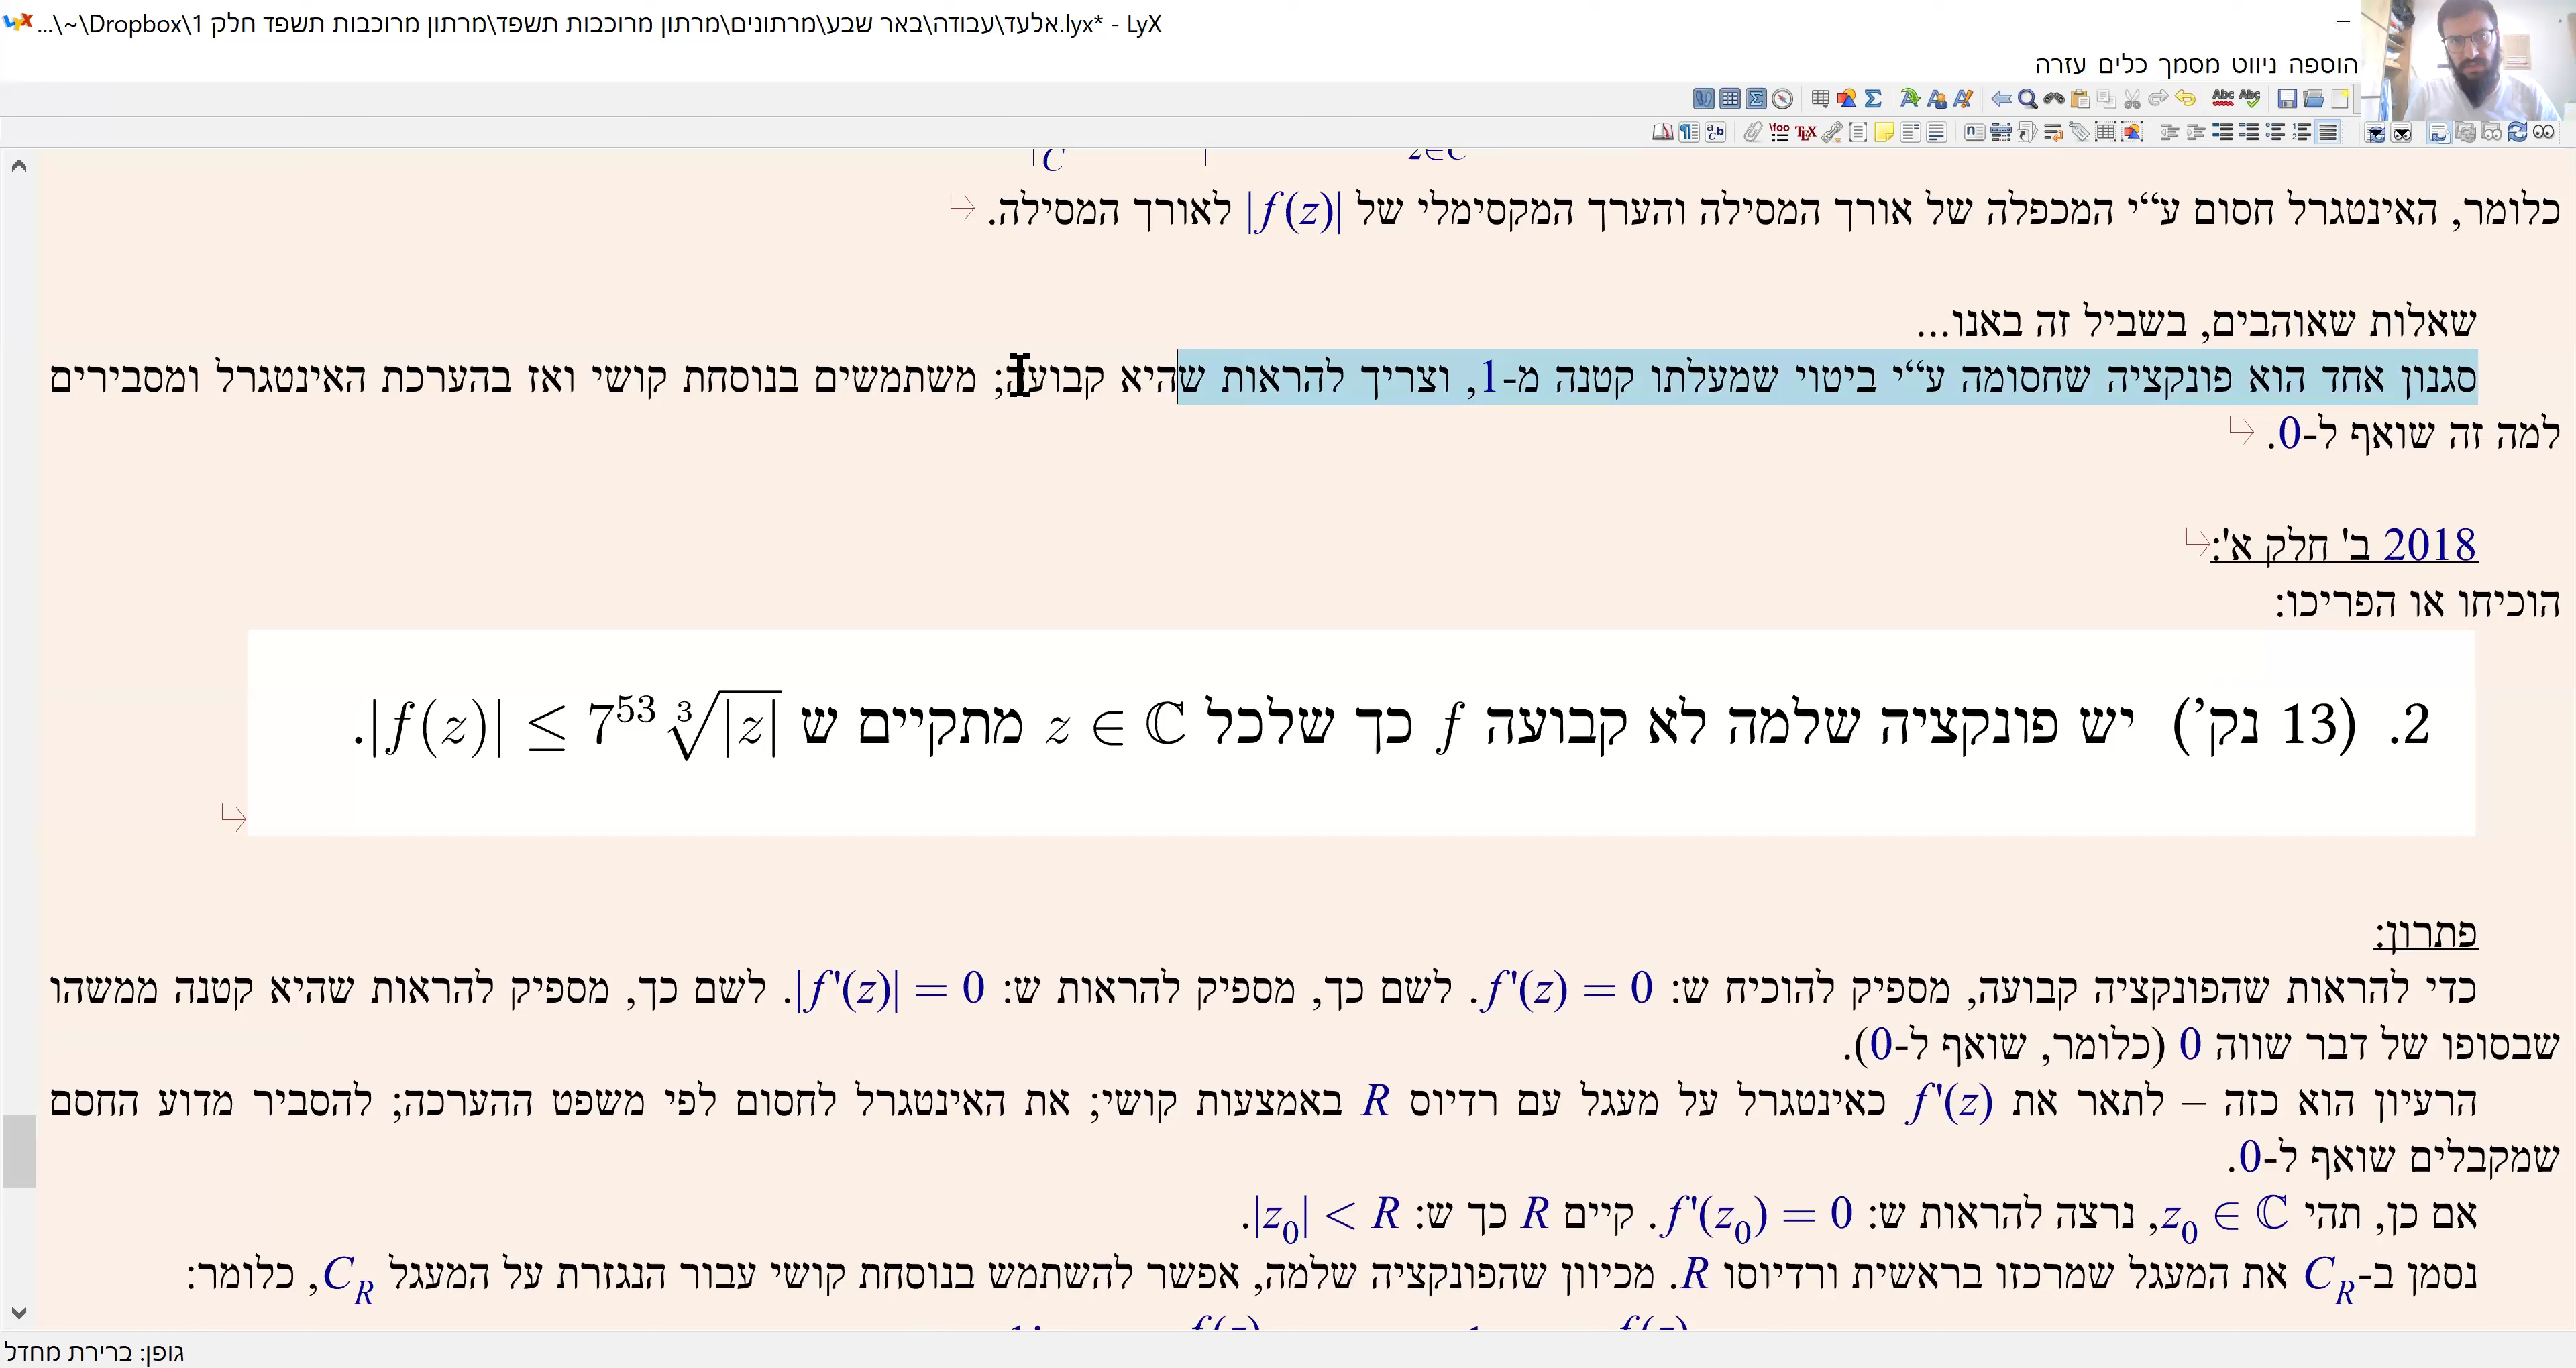 ...\~\Dropbox\אלעד\עבודה\באר שבע\מרתונים\מרתון מרוכבות תשפד\מרתון מרוכבות תשפד חלק 1.lyx* - LyX
הוספה ניווט מסמך כלים עזרה
C z∈C
כלומר, האינטגרל חסום ע“י המכפלה של אורך המסילה והערך המקסימלי של |f(z)| לאורך המסילה.
שאלות שאוהבים, בשביל זה באנו...
סגנון אחד הוא פונקציה שחסומה ע“י ביטוי שמעלתו קטנה מ-1, וצריך להראות שהיא קבועה; משתמשים בנוסחת קושי ואז בהערכת האינטגרל ומסבירים
למה זה שואף ל-0.
2018 ב' חלק א':
הוכיחו או הפריכו:
2. (13 נק’) יש פונקציה שלמה לא קבועה f כך שלכל z ∈ ℂ מתקיים ש |f(z)| ≤ 7⁵³ ∛|z|.
פתרון:
כדי להראות שהפונקציה קבועה, מספיק להוכיח ש: f'(z) = 0. לשם כך, מספיק להראות ש: |f'(z)| = 0. לשם כך, מספיק להראות שהיא קטנה ממשהו
שבסופו של דבר שווה 0 (כלומר, שואף ל-0).
הרעיון הוא כזה – לתאר את f'(z) כאינטגרל על מעגל עם רדיוס R באמצעות קושי; את האינטגרל לחסום לפי משפט ההערכה; להסביר מדוע החסם
שמקבלים שואף ל-0.
אם כן, תהי z₀ ∈ ℂ, נרצה להראות ש: f'(z₀) = 0. קיים R כך ש: |z₀| < R.
נסמן ב-C_R את המעגל שמרכזו בראשית ורדיוסו R. מכיוון שהפונקציה שלמה, אפשר להשתמש בנוסחת קושי עבור הנגזרת על המעגל C_R, כלומר:
גופן: ברירת מחדל